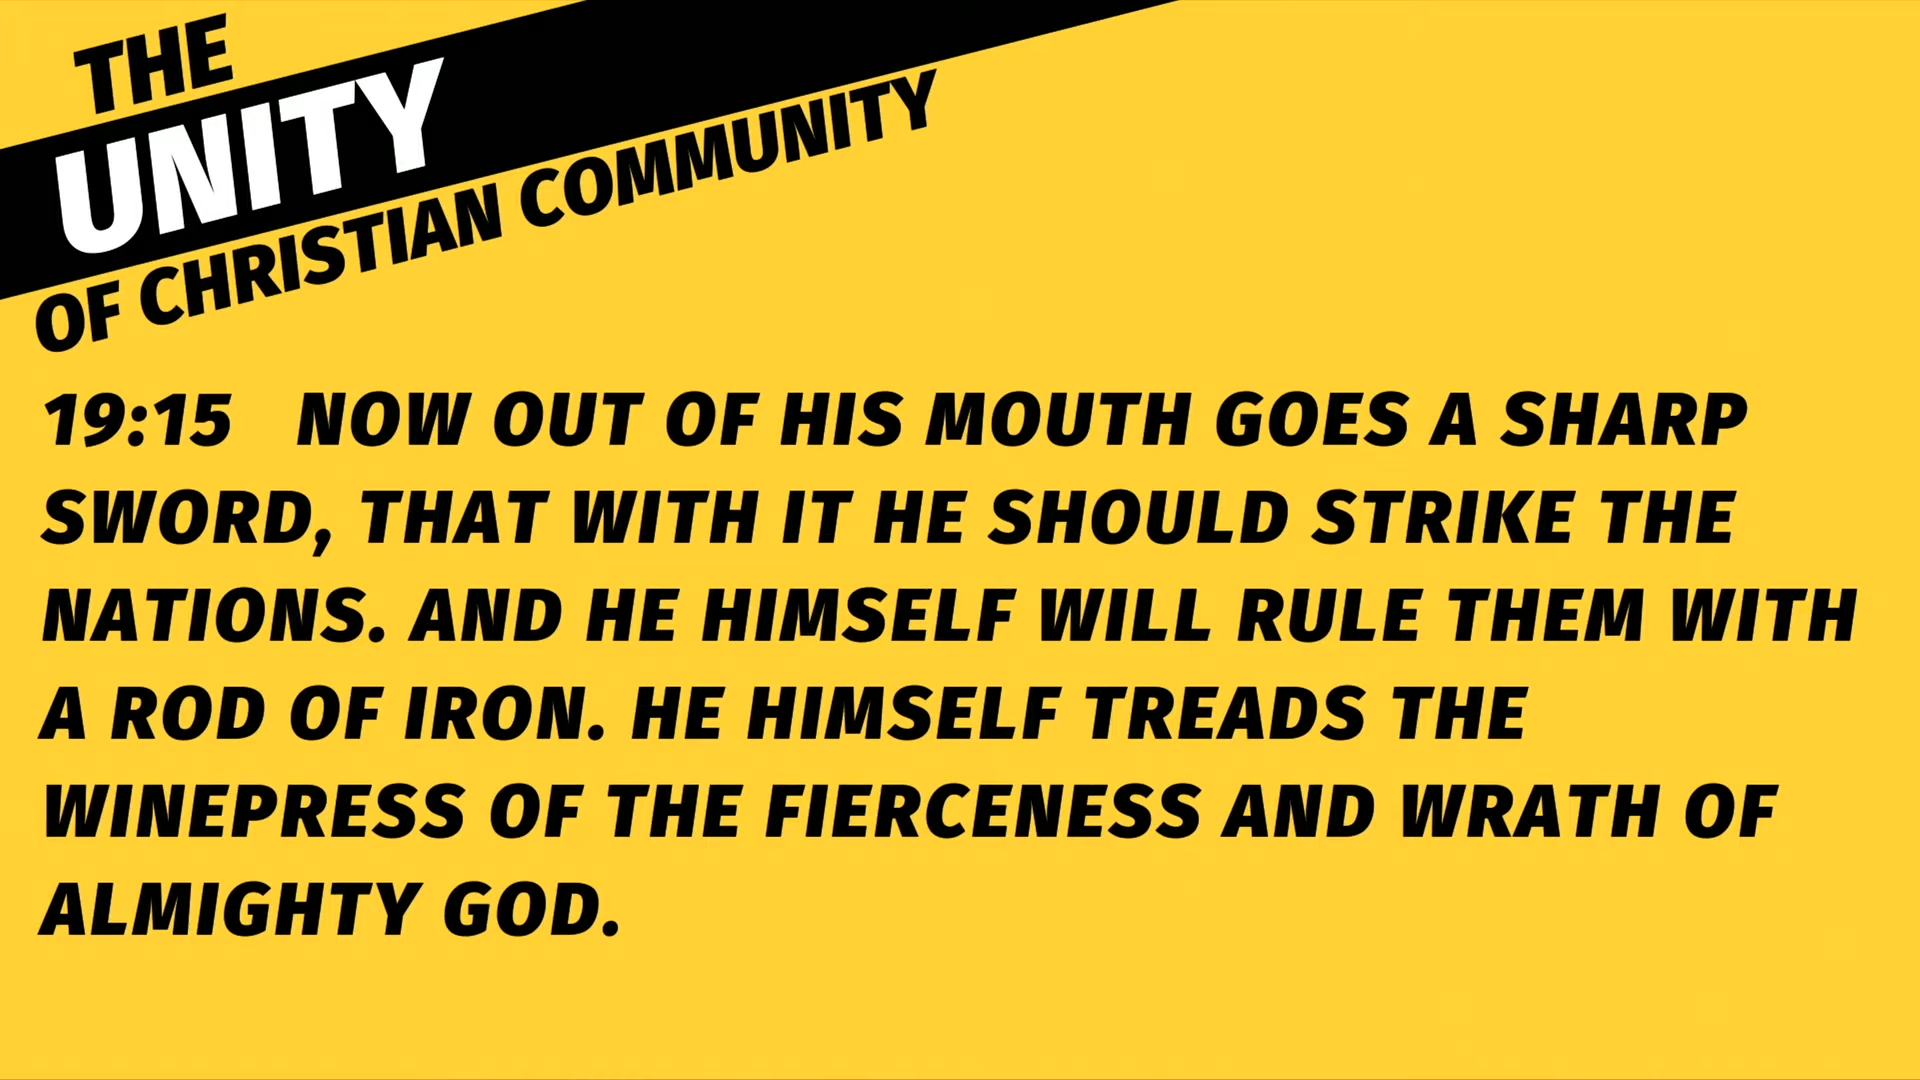 THE
UNITY
OF CHRISTIAN COMMUNITY
19:15 NOW OUT OF HIS MOUTH GOES A SHARP
SWORD, THAT WITH IT HE SHOULD STRIKE THE
NATIONS. AND HE HIMSELF WILL RULE THEM WITH
A ROD OF IRON. HE HIMSELF TREADS THE
WINEPRESS OF THE FIERCENESS AND WRATH OF
ALMIGHTY GOD.